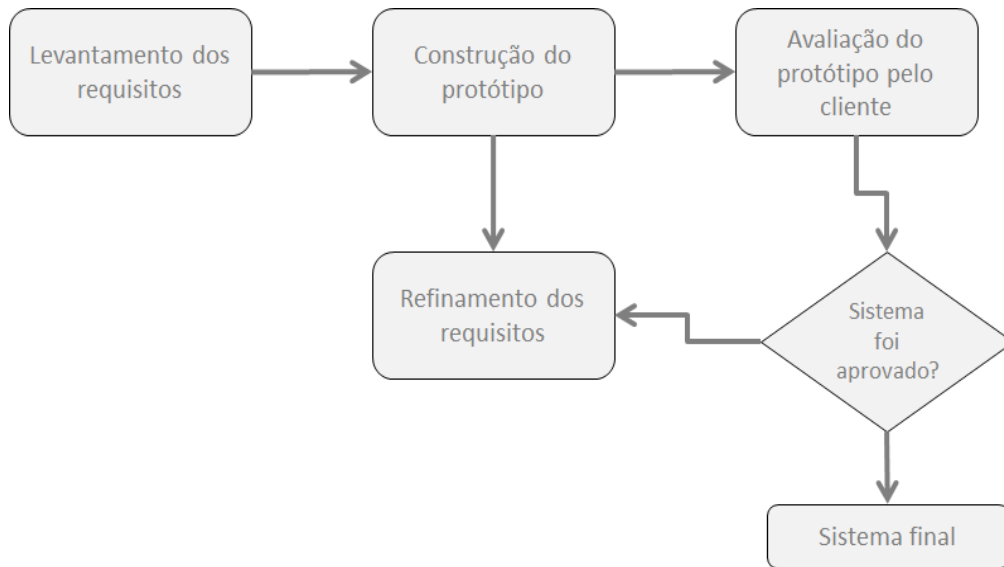 Levantamento dos
requisitos
Construção do
protótipo
Avaliação do
protótipo pelo
cliente
Refinamento dos
requisitos
Sistema
foi
aprovado?
Sistema final